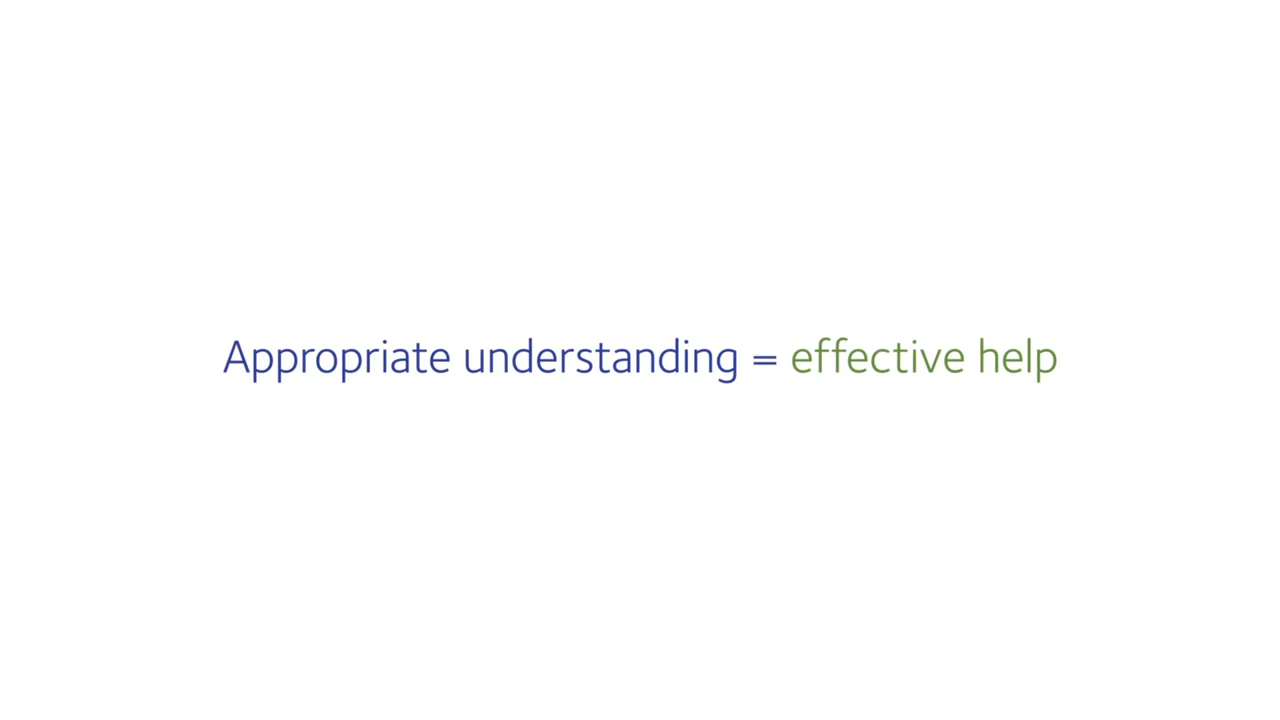 Appropriate understanding = effective help